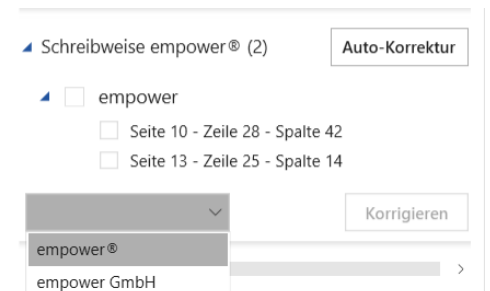 Schreibweise empower® (2)
Auto-Korrektur
empower
Seite 10 - Zeile 28 - Spalte 42
Seite 13 - Zeile 25 - Spalte 14
Korrigieren
empower®
empower GmbH